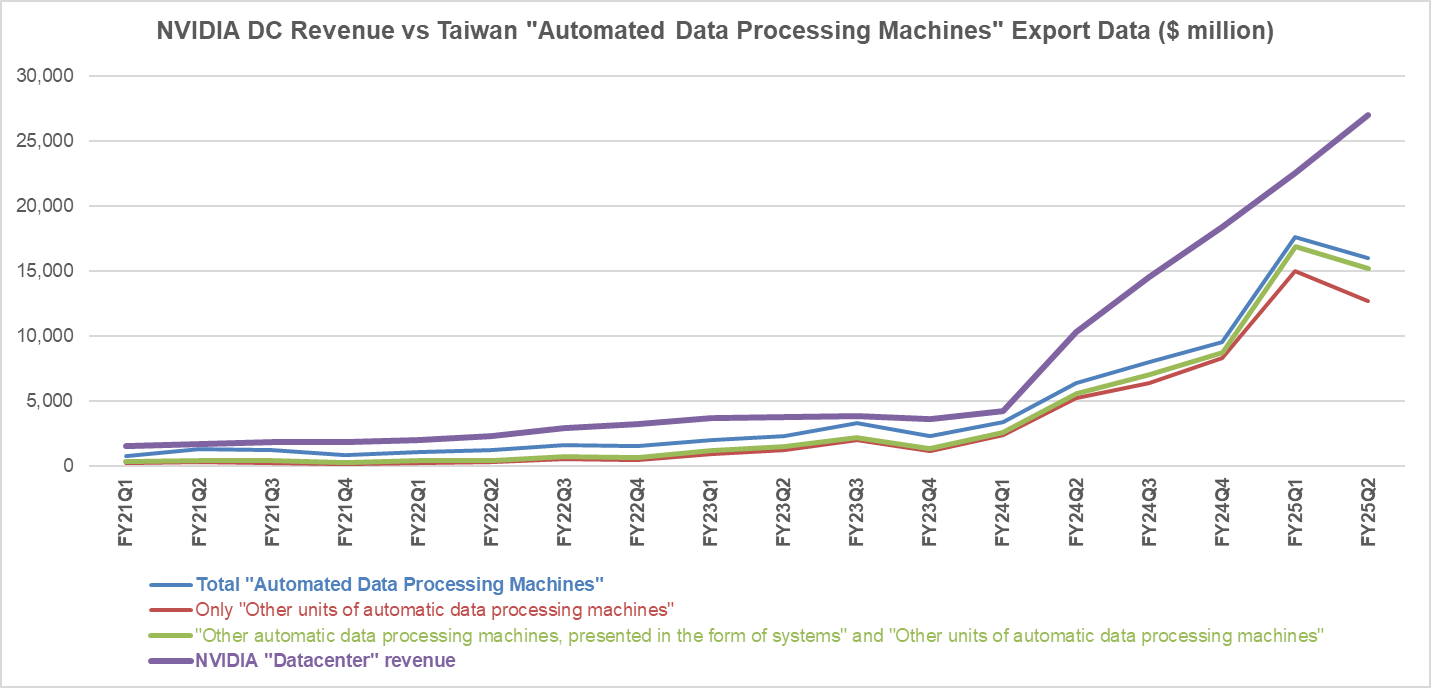 NVIDIA DC Revenue vs Taiwan "Automated Data Processing Machines" Export Data ($ million)
30,000
25,000
20,000
15,000
10,000
5,000
0
FY21Q1
FY21Q2
FY21Q3
FY21Q4
FY22Q1
FY22Q2
FY22Q3
FY22Q4
FY23Q1
FY23Q2
FY23Q3
FY23Q4
FY24Q1
FY24Q2
FY24Q3
FY24Q4
FY25Q1
FY25Q2
Total "Automated Data Processing Machines"
Only "Other units of automatic data processing machines"
"Other automatic data processing machines, presented in the form of systems" and "Other units of automatic data processing machines"
NVIDIA "Datacenter" revenue